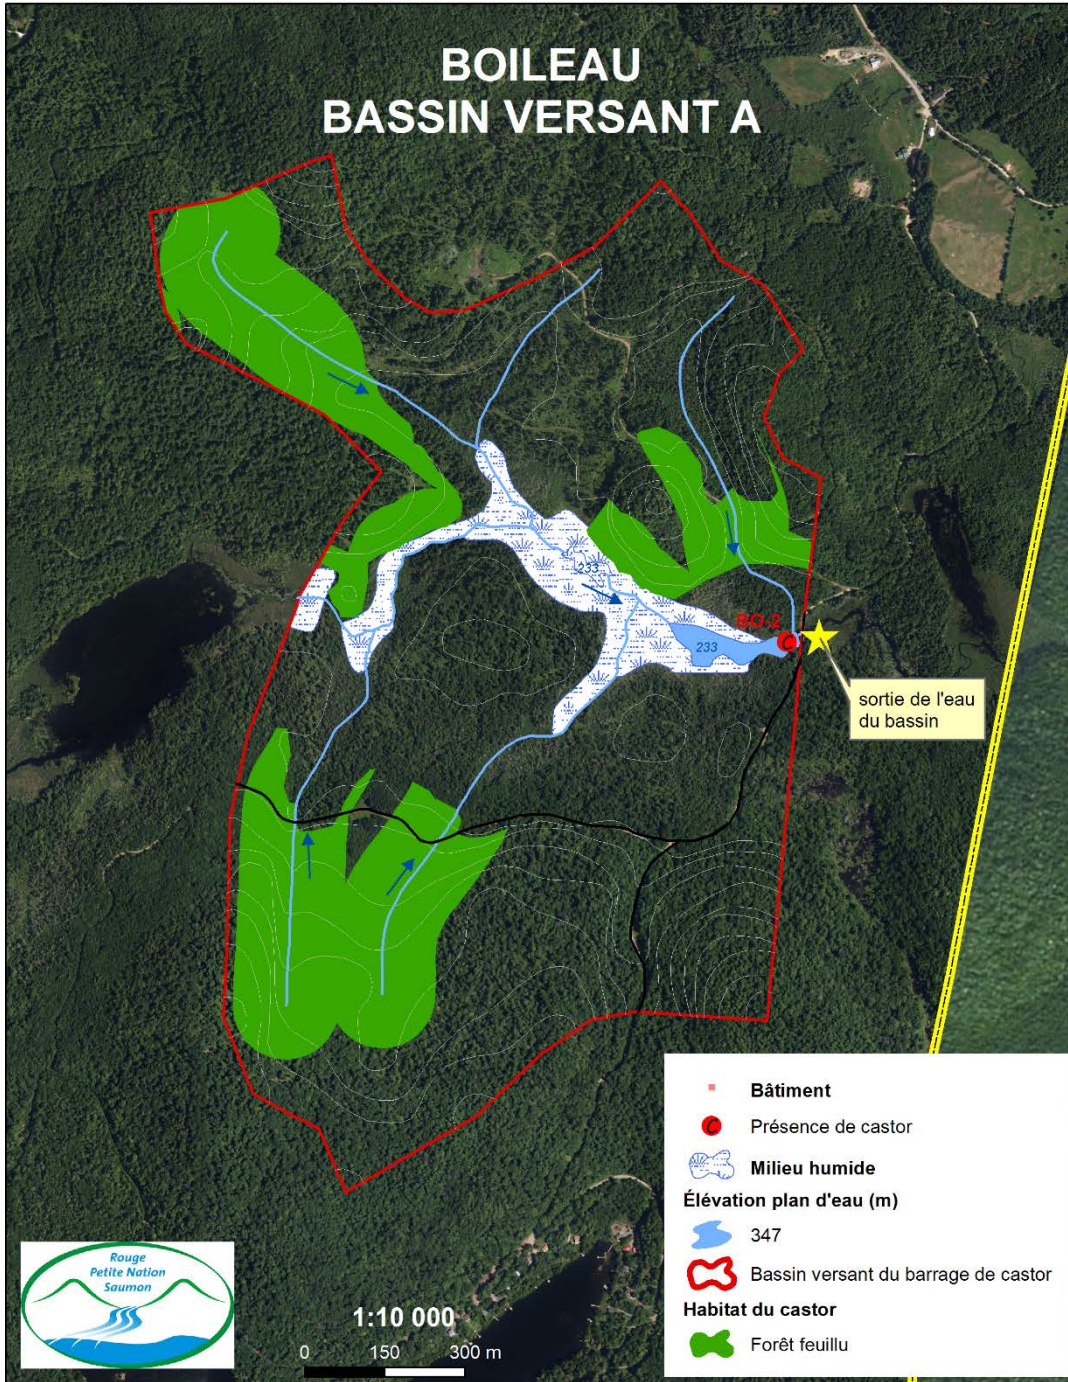 BOILEAU
BASSIN VERSANT A
233
BO-2
C
233
sortie de l'eau
du bassin
Bâtiment
C
Présence de castor
Milieu humide
Élévation plan d'eau (m)
347
Bassin versant du barrage de castor
Habitat du castor
Forêt feuillu
Rouge
Petite Nation
Saumon
1:10 000
0 150 300 m